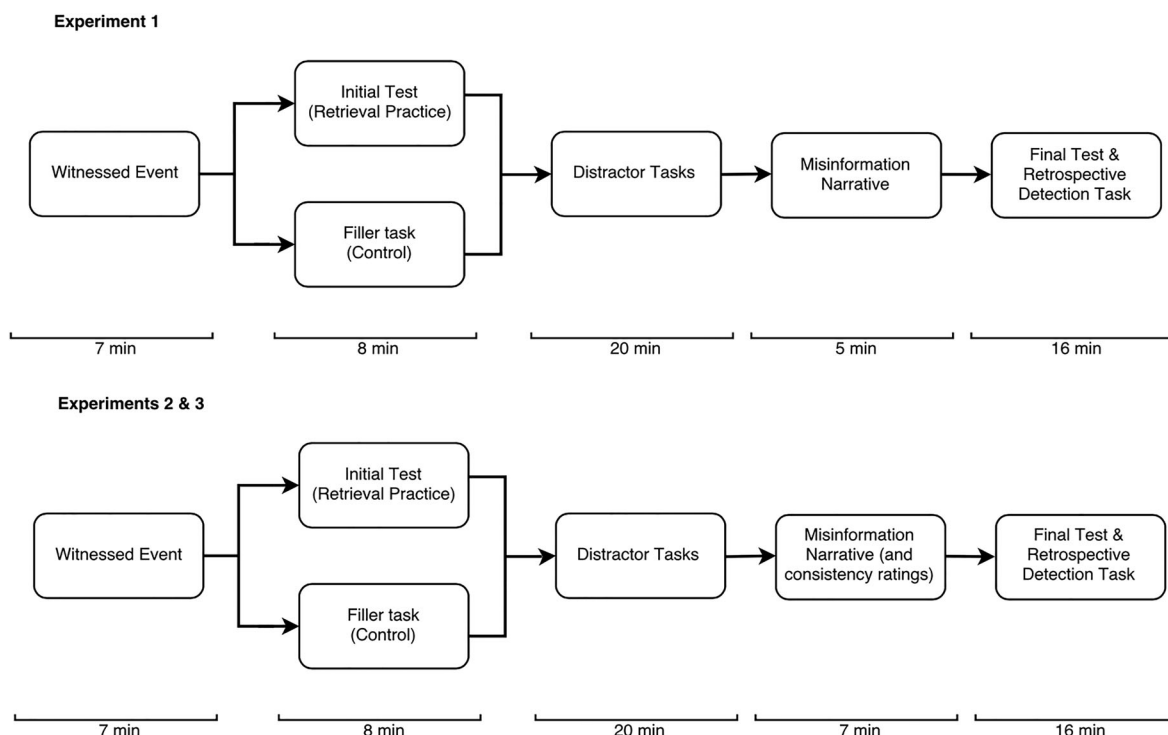 Experiment 1
Witnessed Event
Initial Test
(Retrieval Practice)
Filler task
(Control)
Distractor Tasks
Misinformation
Narrative
Final Test &
Retrospective
Detection Task
7 min
8 min
20 min
5 min
16 min
Experiments 2 & 3
Witnessed Event
Initial Test
(Retrieval Practice)
Filler task
(Control)
Distractor Tasks
Misinformation
Narrative (and
consistency ratings)
Final Test &
Retrospective
Detection Task
7 min
8 min
20 min
7 min
16 min